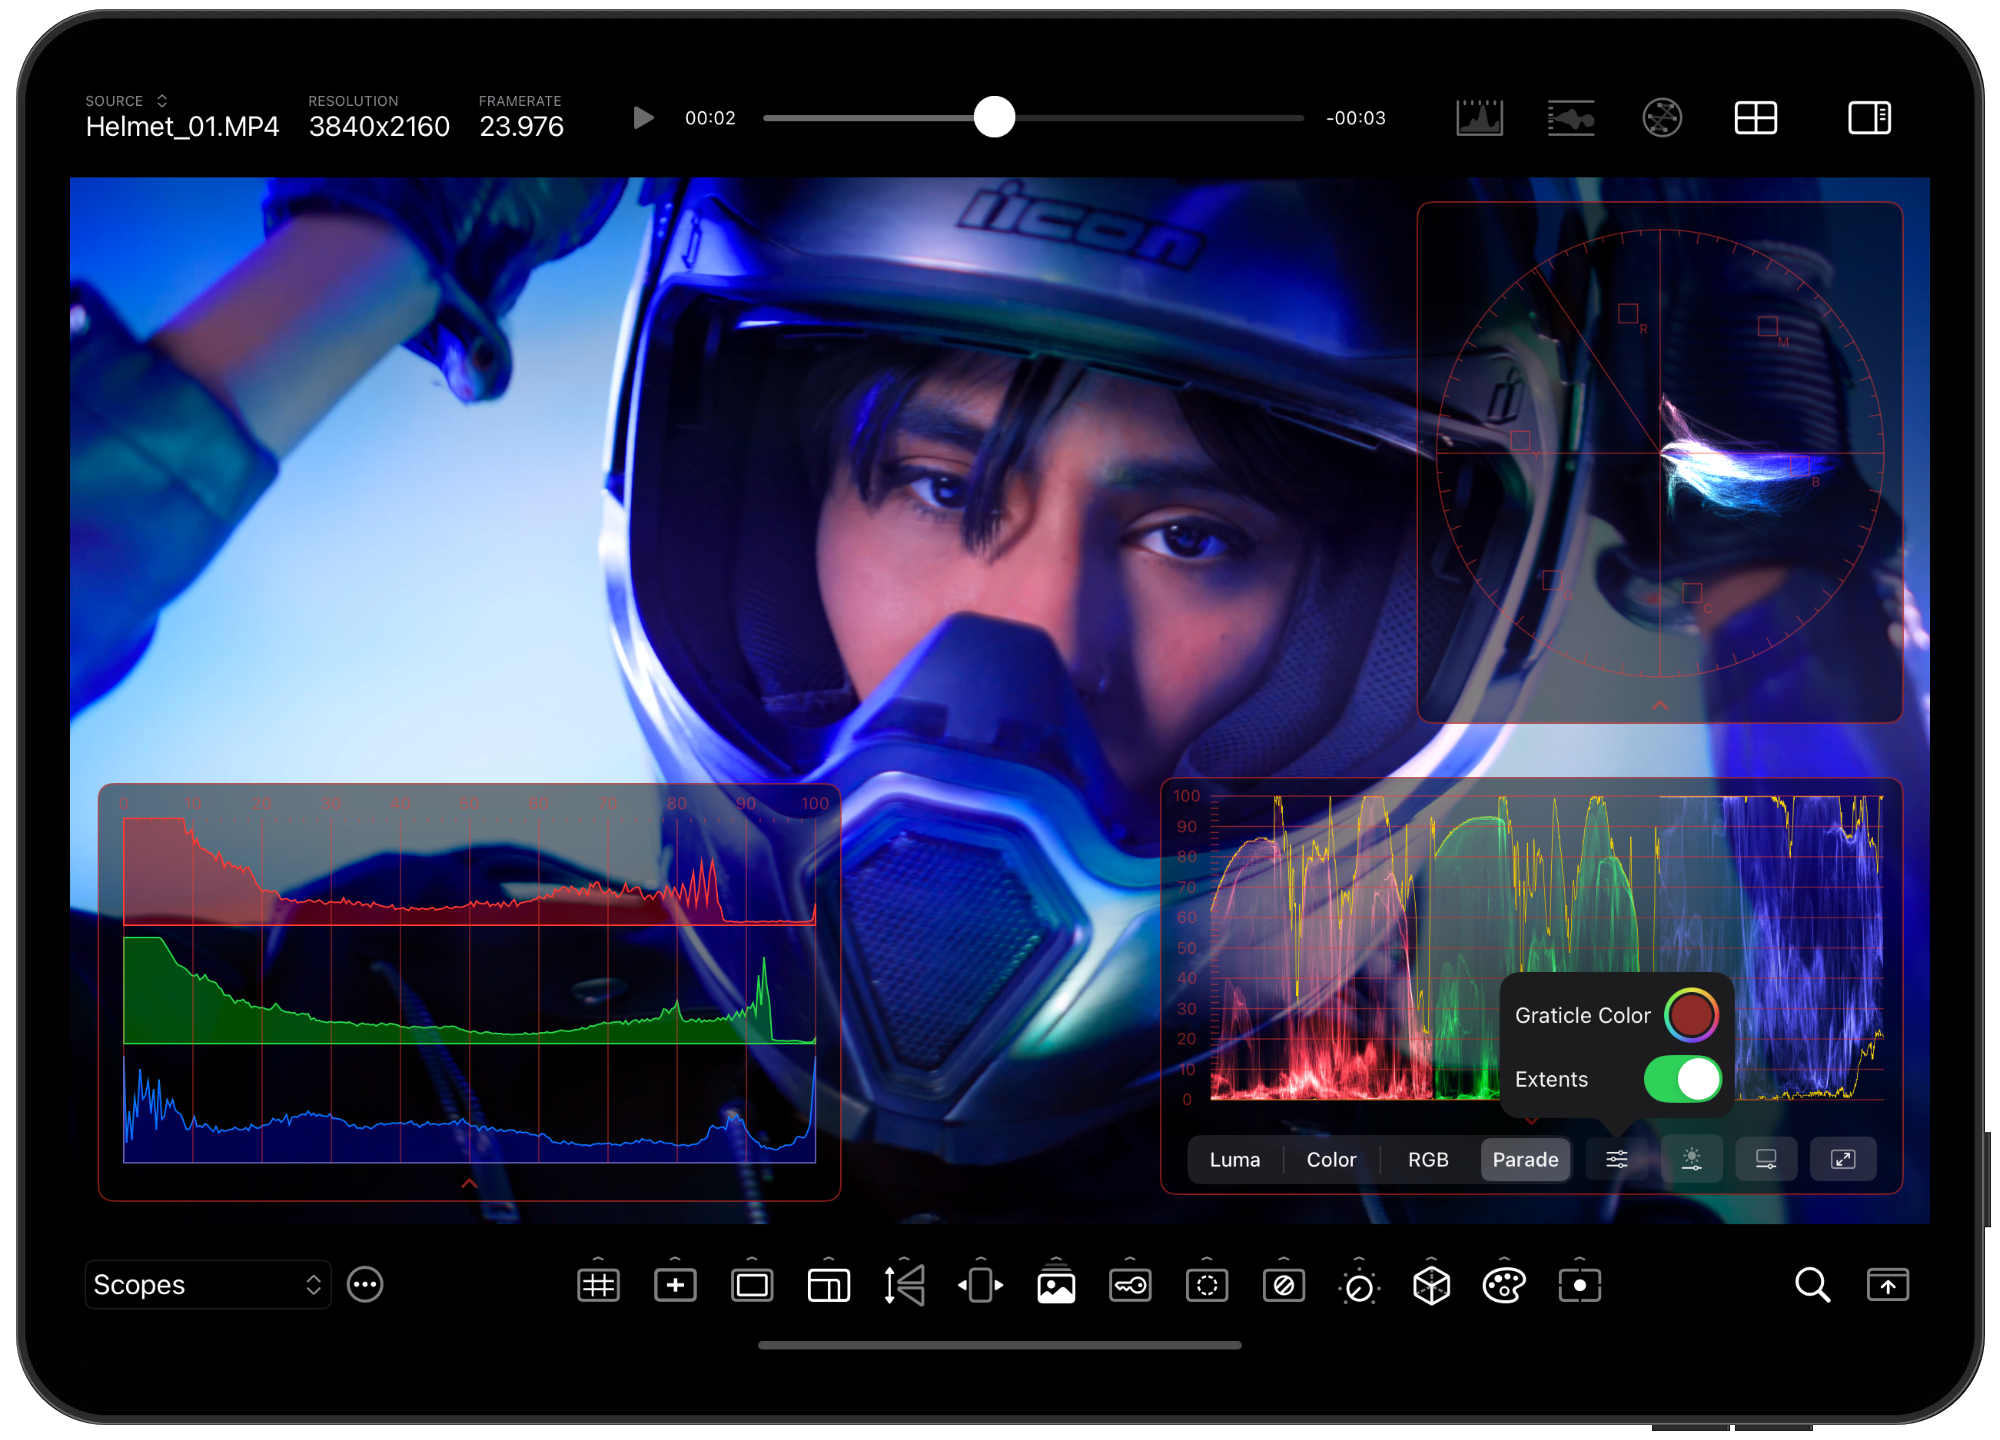 SOURCE
Helmet_01.MP4
RESOLUTION
3840x2160
FRAMERATE
23.976
00:02
-00:03
icon
R
M
Y
B
G
C
0 10 20 30 40 50 60 70 80 90 100
100
90
80
70
60
50
40
30
20
10
0
Graticle Color
Extents
Luma
Color
RGB
Parade
Scopes